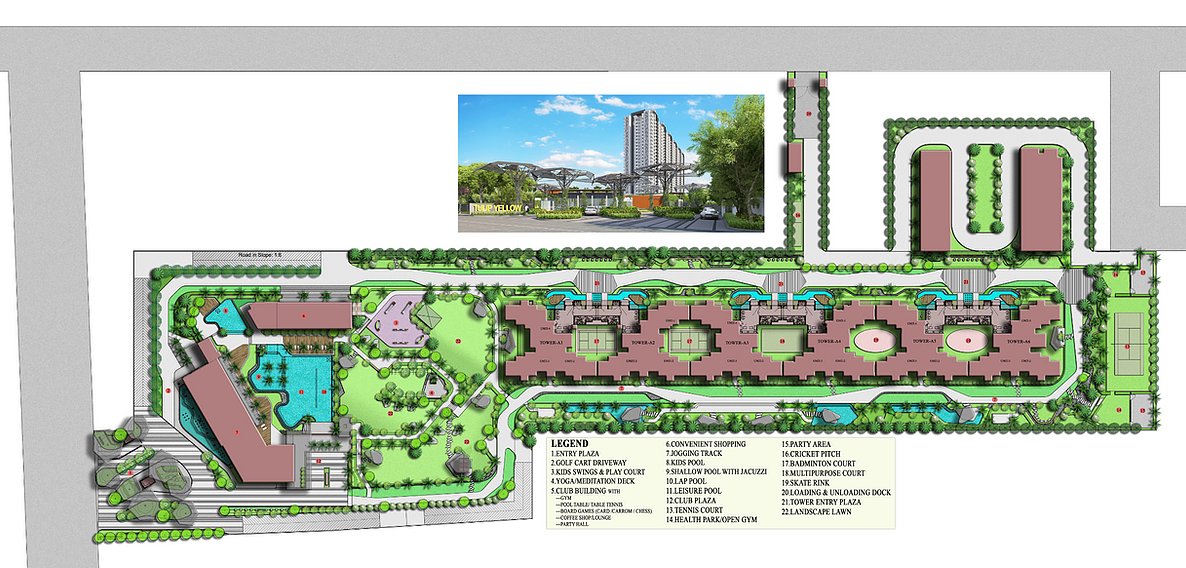 TULIP YELLOW
Road in Slope: 1:8
TOWER-A1
TOWER-A2
TOWER-A3
TOWER-A4
TOWER-A5
TOWER-A6
LEGEND
1.ENTRY PLAZA
2.GOLF CART DRIVEWAY
3.KIDS SWINGS & PLAY COURT
4.YOGA/MEDITATION DECK
5.CLUB BUILDING WITH
—GYM
—POOL TABLE/ TABLE TENNIS
—BOARD GAMES (CARD /CARROM / CHESS)
—COFFEE SHOP/LOUNGE
—PARTY HALL
6.CONVENIENT SHOPPING
7.JOGGING TRACK
8.KIDS POOL
9.SHALLOW POOL WITH JACUZZI
10.LAP POOL
11.LEISURE POOL
12.CLUB PLAZA
13.TENNIS COURT
14.HEALTH PARK/OPEN GYM
15.PARTY AREA
16.CRICKET PITCH
17.BADMINTON COURT
18.MULTIPURPOSE COURT
19.SKATE RINK
20.LOADING & UNLOADING DOCK
21.TOWER ENTRY PLAZA
22.LANDSCAPE LAWN